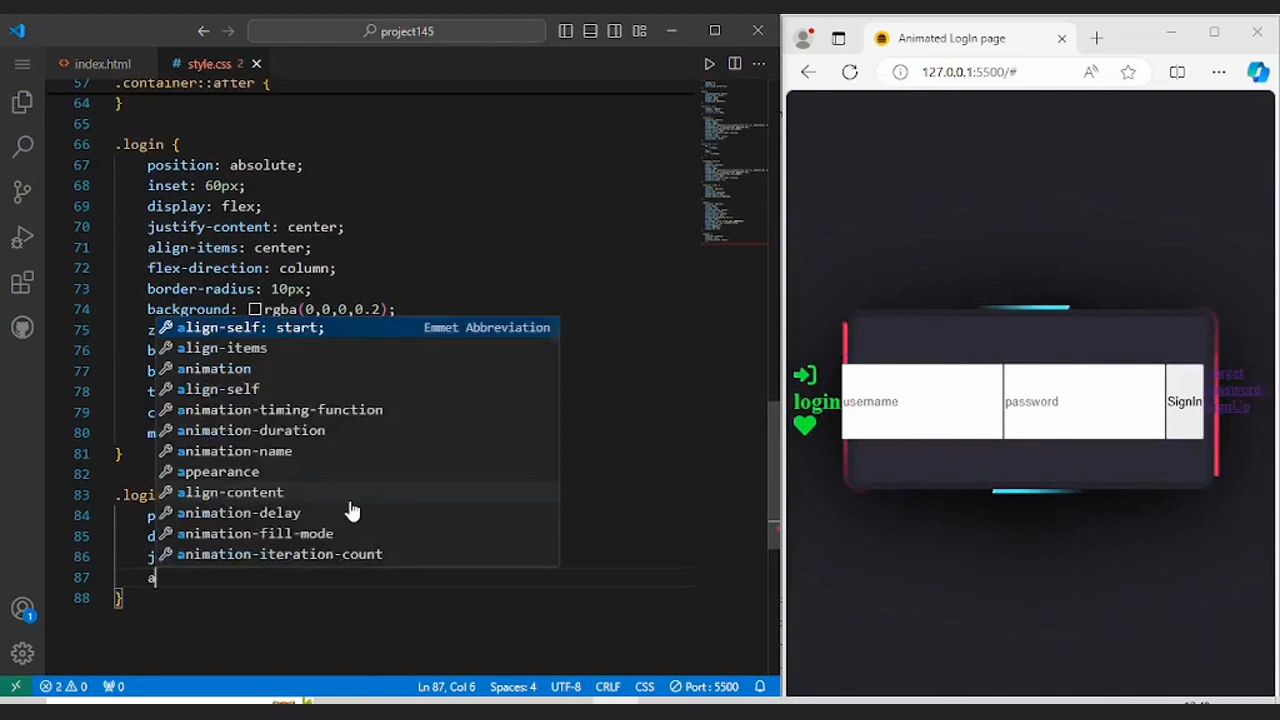 project145
index.html
style.css 2
57 .container::after {
64 }
65
66 .login {
67 position: absolute;
68 inset: 60px;
69 display: flex;
70 justify-content: center;
71 align-items: center;
72 flex-direction: column;
73 border-radius: 10px;
74 background: rgba(0,0,0,0.2);
75 z
76 b
77 b
78 t
79 c
80 m
81 }
82
83 .logi
84 p
85 d
86 j
87 a
88 }
align-self: start; Emmet Abbreviation
align-items
animation
align-self
animation-timing-function
animation-duration
animation-name
appearance
align-content
animation-delay
animation-fill-mode
animation-iteration-count
1
2 0 0
Ln 87, Col 6 Spaces: 4 UTF-8 CRLF CSS Port : 5500
Animated LogIn page
127.0.0.1:5500/#
login
username
password
SignIn